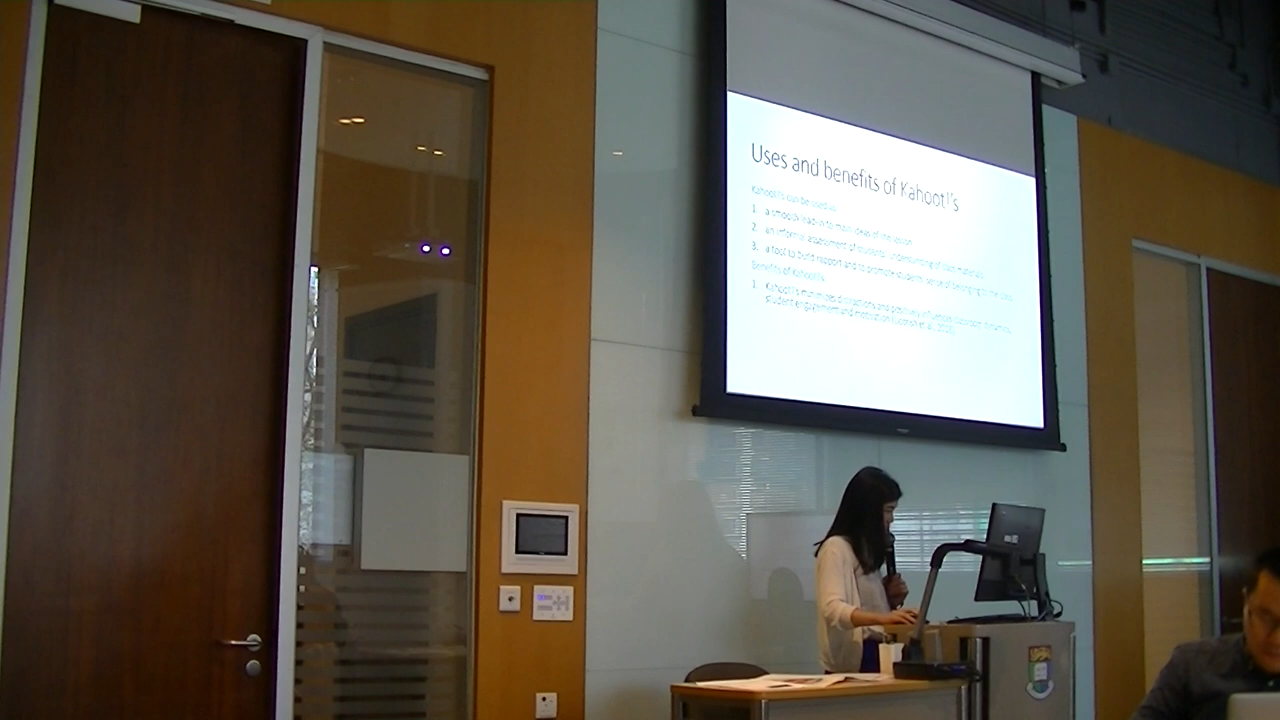 Uses and benefits of Kahoot!'s
Kahoot!'s can be used as
1. a smooth lead-in to main ideas of the lesson
2. an informal assessment of students' understanding of materials
3. a tool to build rapport and to promote students' sense of belonging to the class
Benefits of Kahoot!'s
1. Kahoot!'s minimizes distractions and positively influences classroom dynamics,
student engagement and motivation